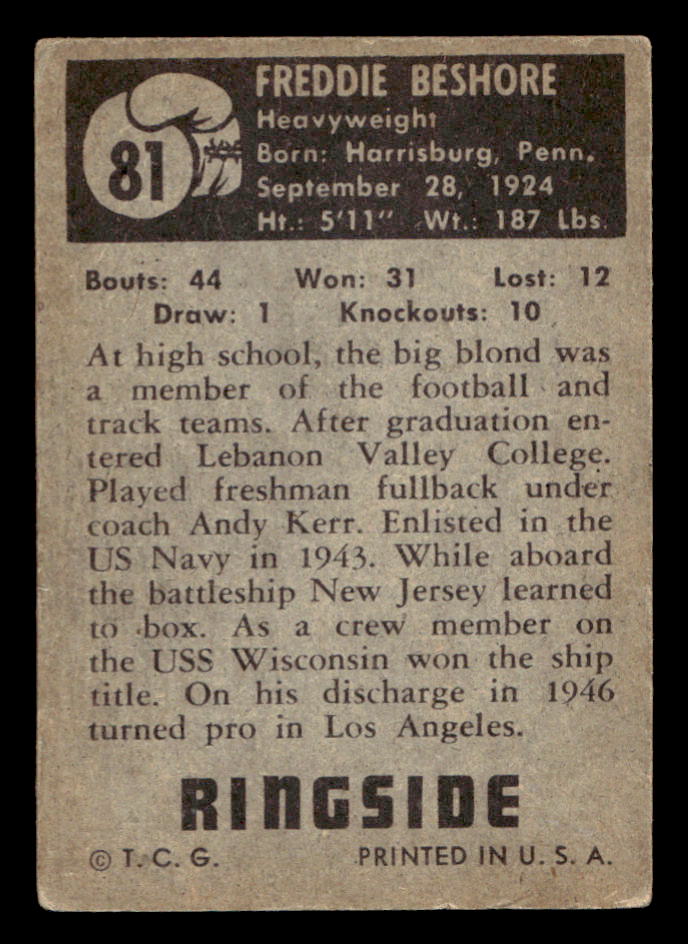 81
FREDDIE BESHORE
Heavyweight
Born: Harrisburg, Penn.
September 28, 1924
Ht.: 5'11" Wt.: 187 Lbs.
Bouts: 44 Won: 31 Lost: 12
Draw: 1 Knockouts: 10
At high school, the big blond was
a member of the football and
track teams. After graduation en-
tered Lebanon Valley College.
Played freshman fullback under
coach Andy Kerr. Enlisted in the
US Navy in 1943. While aboard
the battleship New Jersey learned
to box. As a crew member on
the USS Wisconsin won the ship
title. On his discharge in 1946
turned pro in Los Angeles.
RINGSIDE
© T. C. G. PRINTED IN U. S. A.